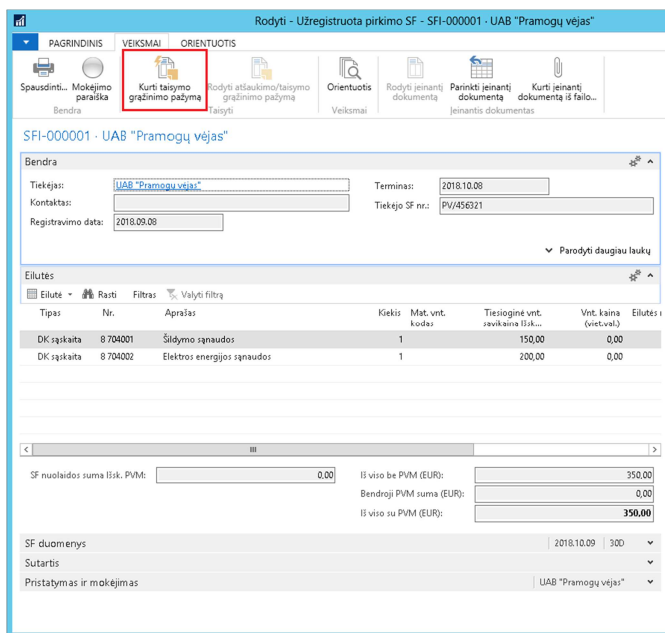 Rodyti - Užregistruota pirkimo SF - SFI-000001 · UAB "Pramogų vėjas"
PAGRINDINIS VEIKSMAI ORIENTUOTIS
Spausdinti... Mokėjimo paraiška
Kurti taisymo grąžinimo pažymą
Rodyti atšaukimo/taisymo grąžinimo pažymą
Orientuotis
Rodyti įeinantį dokumentą
Parinkti įeinantį dokumentą
Kurti įeinantį dokumentą iš failo...
Bendra Taisyti Veiksmai Įeinantis dokumentas
SFI-000001 · UAB "Pramogų vėjas"
Bendra
Tiekėjas: UAB "Pramogų vėjas" Terminas: 2018.10.08
Kontaktas: Tiekėjo SF nr.: PV/456321
Registravimo data: 2018.09.08
Parodyti daugiau laukų
Eilutės
Eilutė Rasti Filtras Valyti filtrą
Tipas Nr. Aprašas Kiekis Mat. vnt. kodas Tiesioginė vnt. savikaina Išsk... Vnt. kaina (viet.val.) Eilutės
DK sąskaita 8 704001 Šildymo sąnaudos 1 150,00 0,00
DK sąskaita 8 704002 Elektros energijos sąnaudos 1 200,00 0,00
SF nuolaidos suma Išsk. PVM: 0,00 Iš viso be PVM (EUR): 350,00
Bendroji PVM suma (EUR): 0,00
Iš viso su PVM (EUR): 350,00
SF duomenys 2018.10.09 30D
Sutartis
Pristatymas ir mokėjimas UAB "Pramogų vėjas"